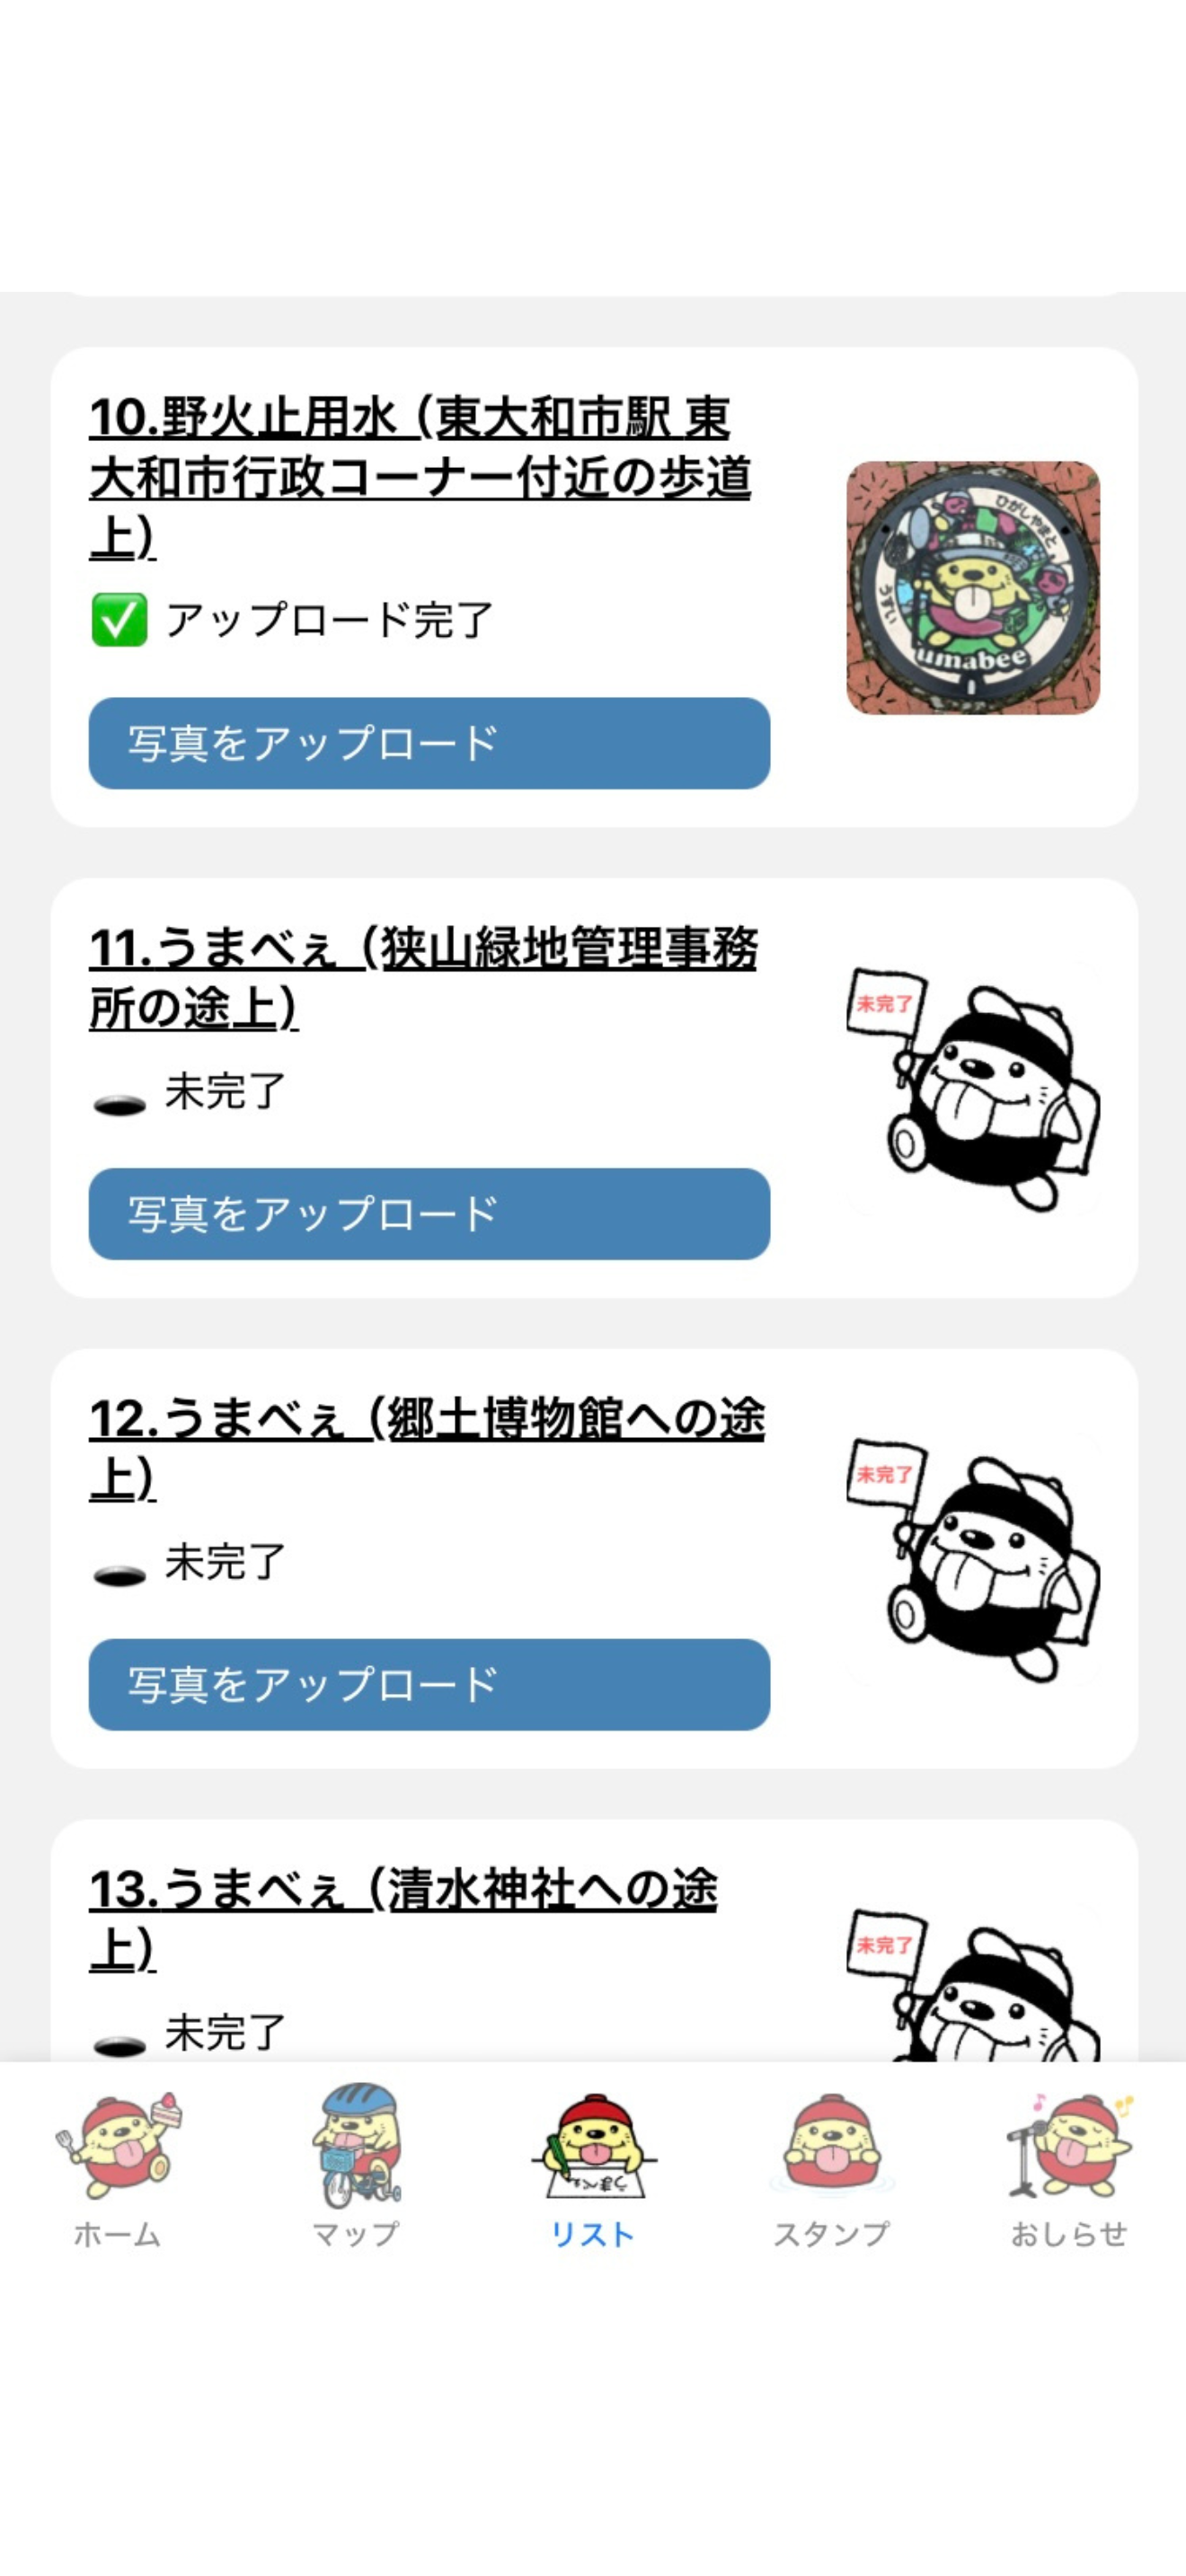 10.野火止用水 (東大和市駅 東
大和市行政コーナー付近の歩道
上)
アップロード完了
ひがしやまと
うすい
umabee
写真をアップロード
11.うまべぇ (狭山緑地管理事務
所の途上)
未完了
未完了
写真をアップロード
12.うまべぇ (郷土博物館への途
上)
未完了
未完了
写真をアップロード
13.うまべぇ (清水神社への途
上)
未完了
未完了
うまべぇ
ホーム
マップ
リスト
スタンプ
おしらせ